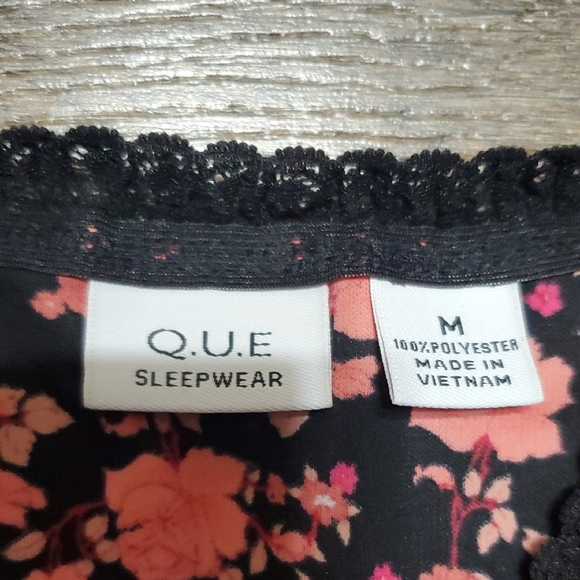 Q.U.E
SLEEPWEAR
M
100% POLYESTER
MADE IN
VIETNAM